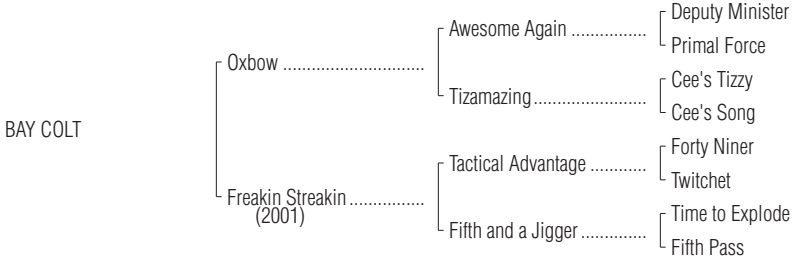 Deputy Minister
Awesome Again ................
Primal Force
Oxbow .............................
Cee's Tizzy
Tizamazing.......................
Cee's Song
BAY COLT
Forty Niner
Tactical Advantage ............
Twitchet
Freakin Streakin................
(2001)
Time to Explode
Fifth and a Jigger ..............
Fifth Pass